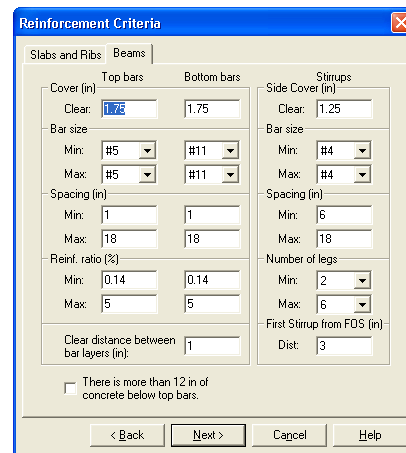 Reinforcement Criteria
Slabs and Ribs Beams
Top bars Bottom bars Stirrups
Cover (in) Side Cover (in)
Clear: 1.75 1.75 Clear: 1.25
Bar size Bar size
Min: #5 #11 Min: #4
Max: #5 #11 Max: #4
Spacing (in) Spacing (in)
Min: 1 1 Min: 6
Max: 18 18 Max: 18
Reinf. ratio (%) Number of legs
Min: 0.14 0.14 Min: 2
Max: 5 5 Max: 6
First Stirrup from FOS (in)
Clear distance between
bar layers (in): 1 Dist: 3
There is more than 12 in of
concrete below top bars.
< Back Next > Cancel Help